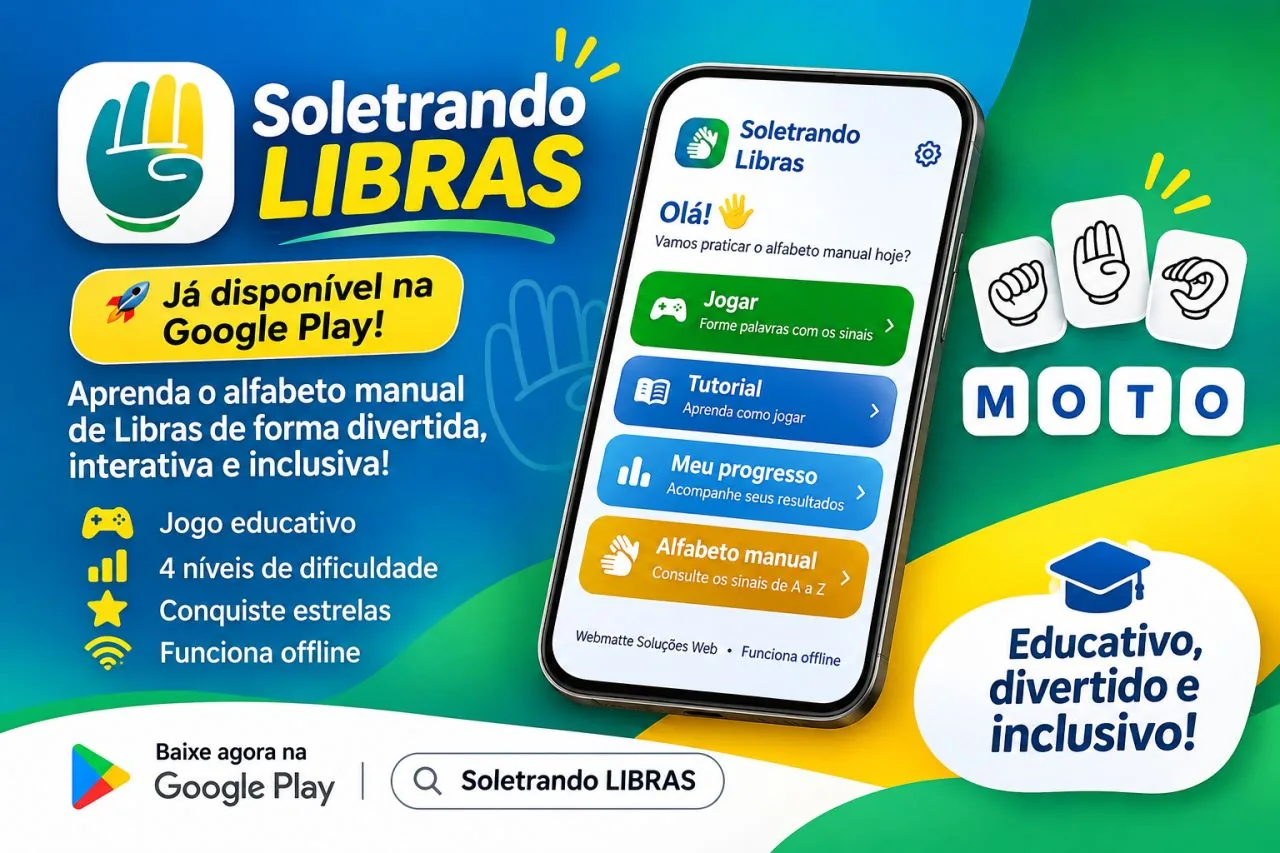 Soletrando
LIBRAS
Já disponível na
Google Play!
Aprenda o alfabeto manual
de Libras de forma divertida,
interativa e inclusiva!
Jogo educativo
4 níveis de dificuldade
Conquiste estrelas
Funciona offline
Soletrando
Libras
Olá!
Vamos praticar o alfabeto manual hoje?
Jogar
Forme palavras com os sinais
Tutorial
Aprenda como jogar
Meu progresso
Acompanhe seus resultados
Alfabeto manual
Consulte os sinais de A a Z
Webmatte Soluções Web • Funciona offline
M O T O
Educativo,
divertido e
inclusivo!
Baixe agora na
Google Play
Soletrando LIBRAS